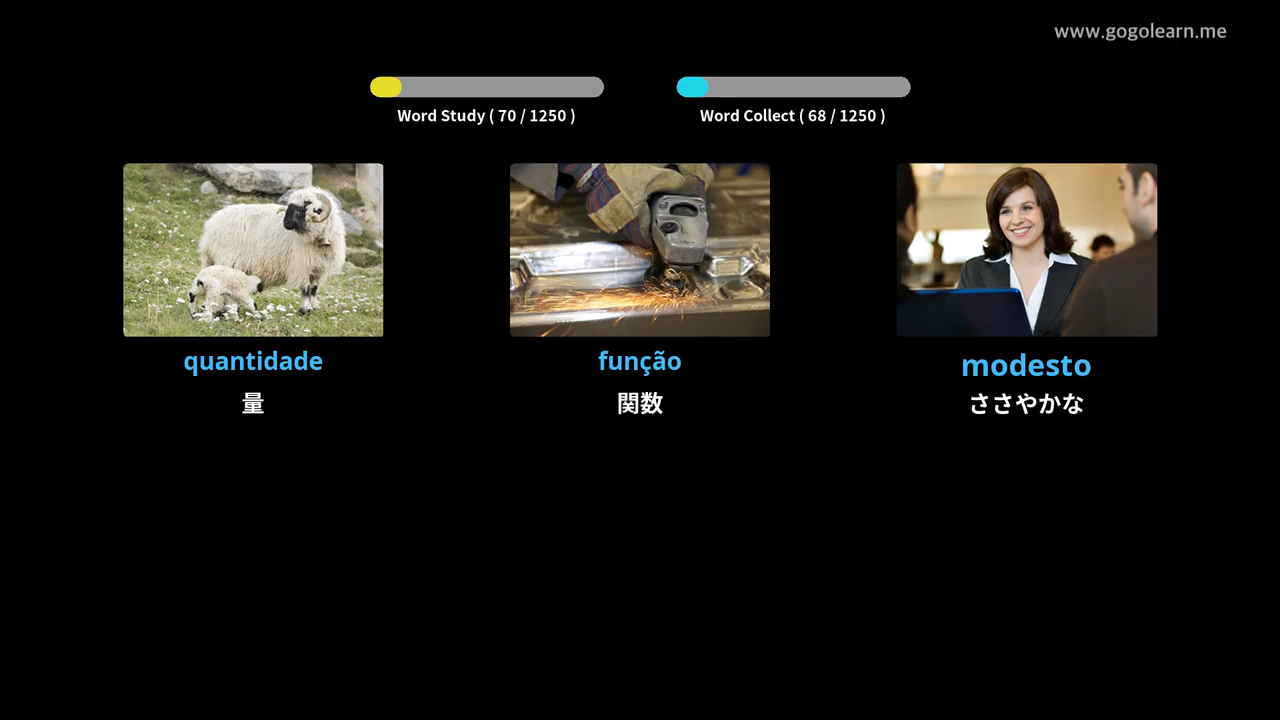 www.gogolearn.me
Word Study ( 70 / 1250 )
Word Collect ( 68 / 1250 )
quantidade
função
modesto
量
関数
ささやかな